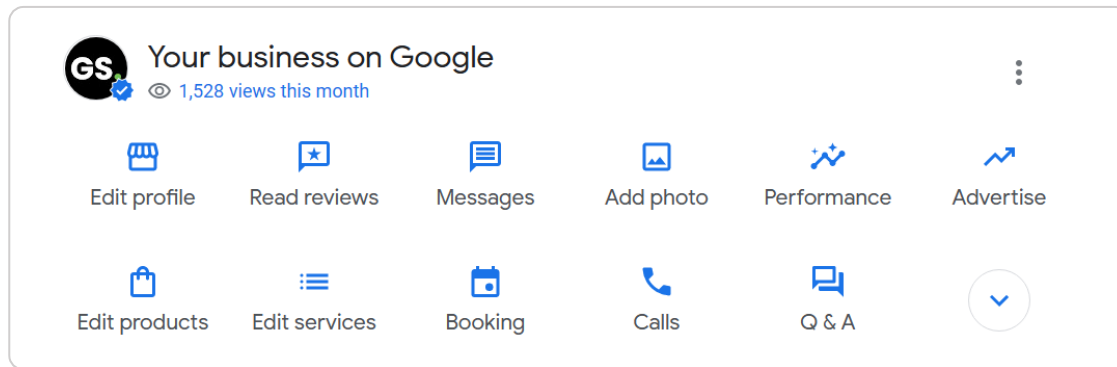 GS.
Your business on Google
1,528 views this month
Edit profile
Read reviews
Messages
Add photo
Performance
Advertise
Edit products
Edit services
Booking
Calls
Q & A